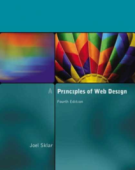 Principles of Web Design
Fourth Edition
Joel Sklar